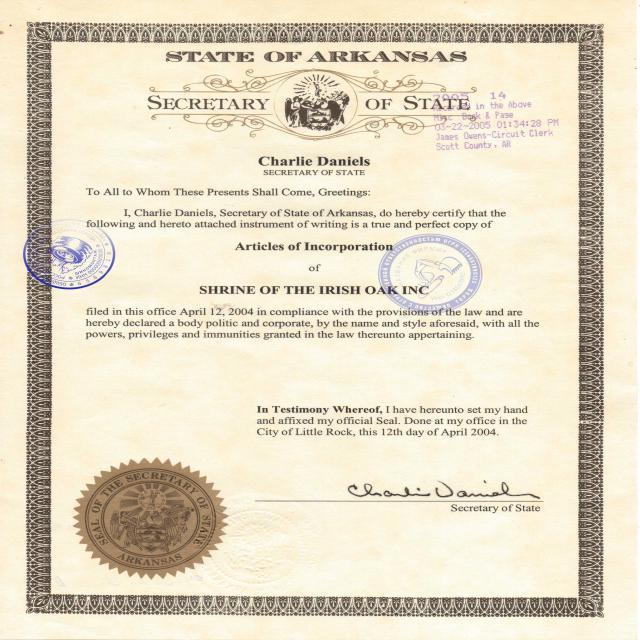 STATE OF ARKANSAS
SECRETARY OF STATE
2005 14
in the Above
Book & Page
03-22-2005 01:34:28 PM
James Owens-Circuit Clerk
Scott County, AR
Charlie Daniels
SECRETARY OF STATE
To All to Whom These Presents Shall Come, Greetings:
I, Charlie Daniels, Secretary of State of Arkansas, do hereby certify that the
following and hereto attached instrument of writing is a true and perfect copy of
Articles of Incorporation
of
SHRINE OF THE IRISH OAK INC
filed in this office April 12, 2004 in compliance with the provisions of the law and are
hereby declared a body politic and corporate, by the name and style aforesaid, with all the
powers, privileges and immunities granted in the law thereunto appertaining.
In Testimony Whereof, I have hereunto set my hand
and affixed my official Seal. Done at my office in the
City of Little Rock, this 12th day of April 2004.
Charlie Daniels
Secretary of State
SEAL OF THE SECRETARY OF STATE
ARKANSAS